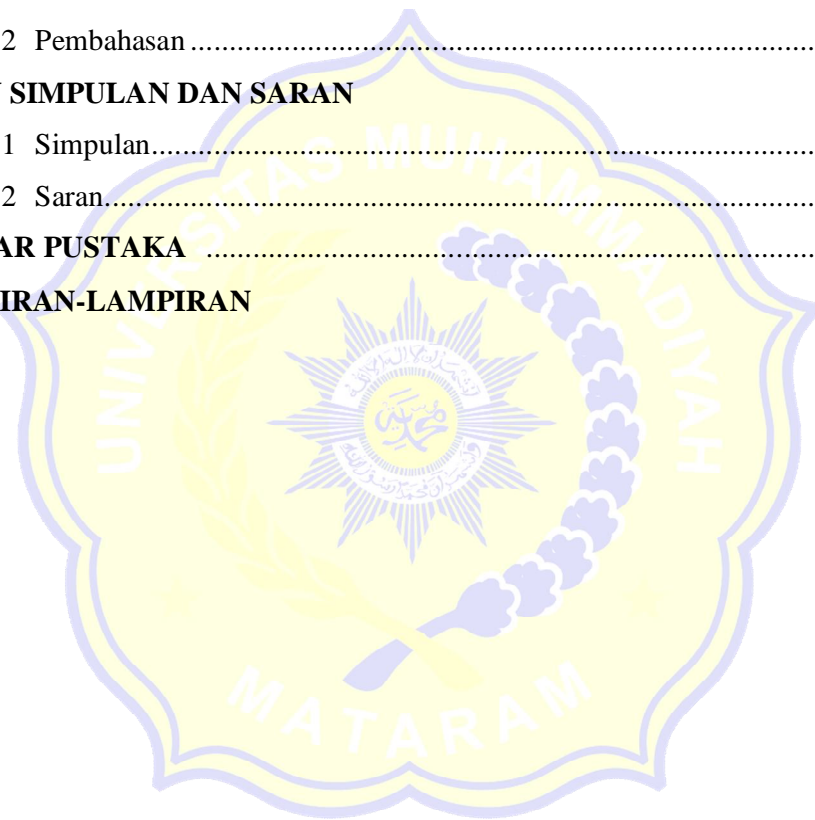 2 Pembahasan ........................................................................
SIMPULAN DAN SARAN
1 Simpulan........................................................................
2 Saran........................................................................
AR PUSTAKA ........................................................................
IRAN-LAMPIRAN
UNIVERSITAS MUHAMMADIYAH
MATARAM